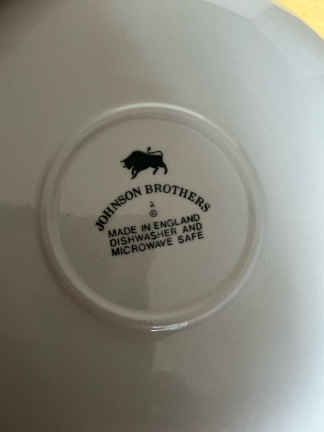 JOHNSON BROTHERS
©
MADE IN ENGLAND
DISHWASHER AND
MICROWAVE SAFE